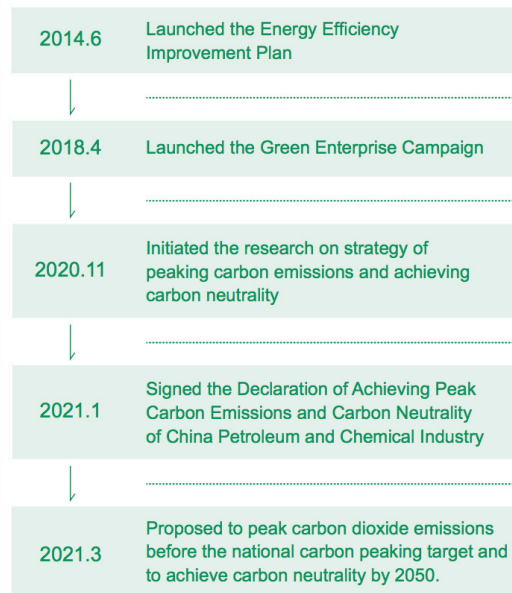 2014.6
Launched the Energy Efficiency
Improvement Plan
2018.4
Launched the Green Enterprise Campaign
2020.11
Initiated the research on strategy of
peaking carbon emissions and achieving
carbon neutrality
2021.1
Signed the Declaration of Achieving Peak
Carbon Emissions and Carbon Neutrality
of China Petroleum and Chemical Industry
2021.3
Proposed to peak carbon dioxide emissions
before the national carbon peaking target and
to achieve carbon neutrality by 2050.